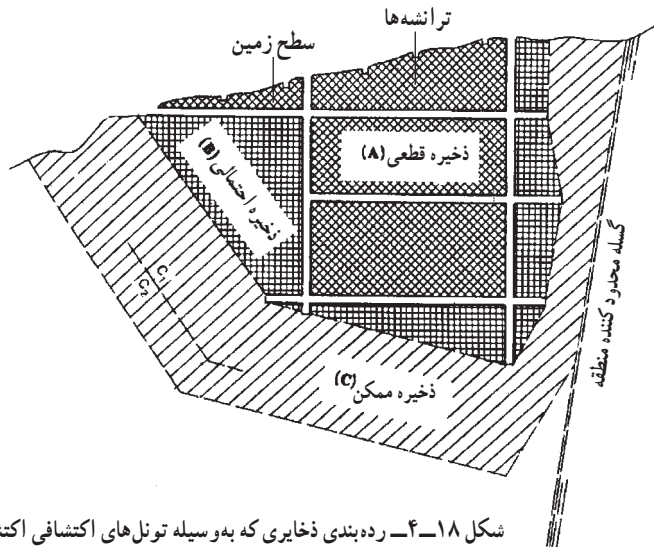 ترانشه‌ها
سطح زمین
ذخیره قطعی (A)
ذخیره احتمالی (B)
گسله محدود کننده منطقه
C₁
C₂
ذخیره ممکن (C)
شکل ۱۸ــ۴ــ رده‌بندی ذخایری که به‌وسیله تونل‌های اکتشافی